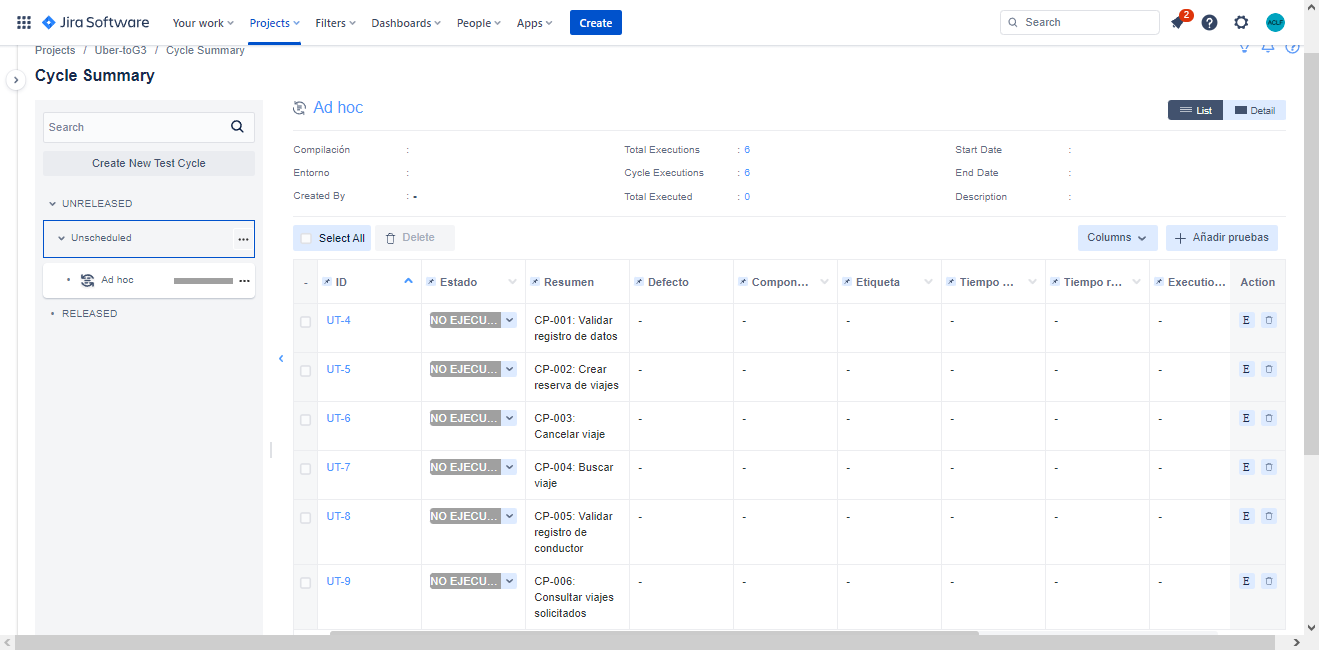 Jira Software Your work Projects Filters Dashboards People Apps Create Search 2 ACLF
Projects / Uber-toG3 / Cycle Summary
Cycle Summary
Search
Create New Test Cycle
UNRELEASED
Unscheduled
Ad hoc
RELEASED
Ad hoc
List Detail
Compilación : Total Executions : 6 Start Date :
Entorno : Cycle Executions : 6 End Date :
Created By : - Total Executed : 0 Description :
Select All Delete Columns Añadir pruebas
- ID Estado Resumen Defecto Compon... Etiqueta Tiempo ... Tiempo r... Executio... Action
UT-4 NO EJECU... CP-001: Validar - - - - - - E
registro de datos
UT-5 NO EJECU... CP-002: Crear - - - - - - E
reserva de viajes
UT-6 NO EJECU... CP-003: - - - - - - E
Cancelar viaje
UT-7 NO EJECU... CP-004: Buscar - - - - - - E
viaje
UT-8 NO EJECU... CP-005: Validar - - - - - - E
registro de
conductor
UT-9 NO EJECU... CP-006: - - - - - - E
Consultar viajes
solicitados